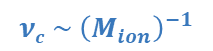 ν_c ~ (M_ion)^−1